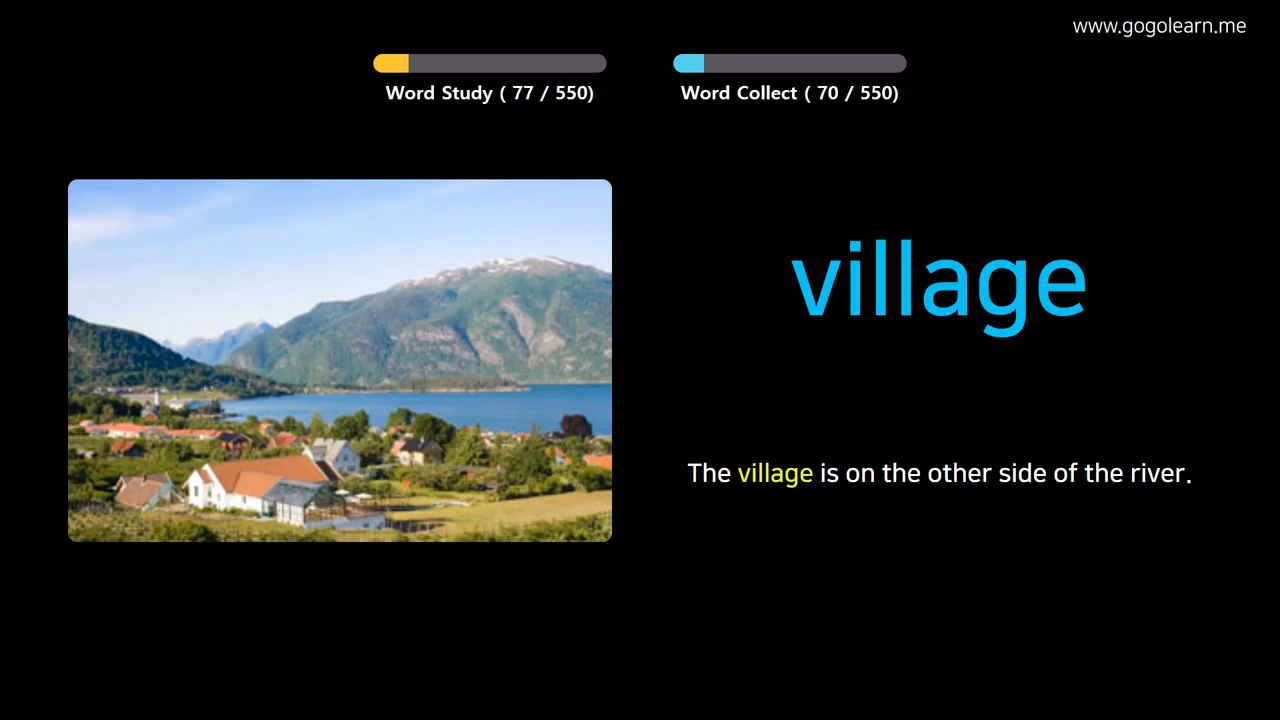 www.gogolearn.me
Word Study ( 77 / 550)
Word Collect ( 70 / 550)
village
The village is on the other side of the river.